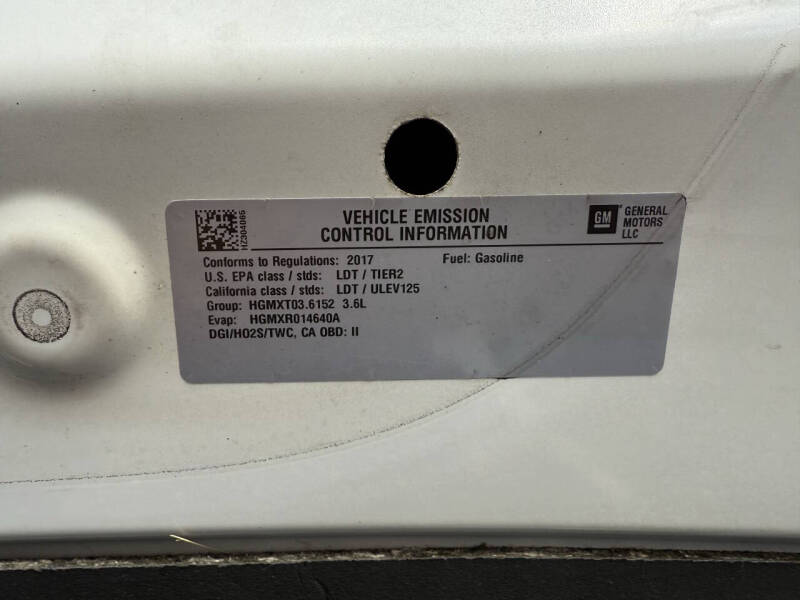 HZ304065
VEHICLE EMISSION
CONTROL INFORMATION
GM
GENERAL
MOTORS
LLC
Conforms to Regulations: 2017 Fuel: Gasoline
U.S. EPA class / stds: LDT / TIER2
California class / stds: LDT / ULEV125
Group: HGMXT03.6152 3.6L
Evap: HGMXR014640A
DGI/HO2S/TWC, CA OBD: II